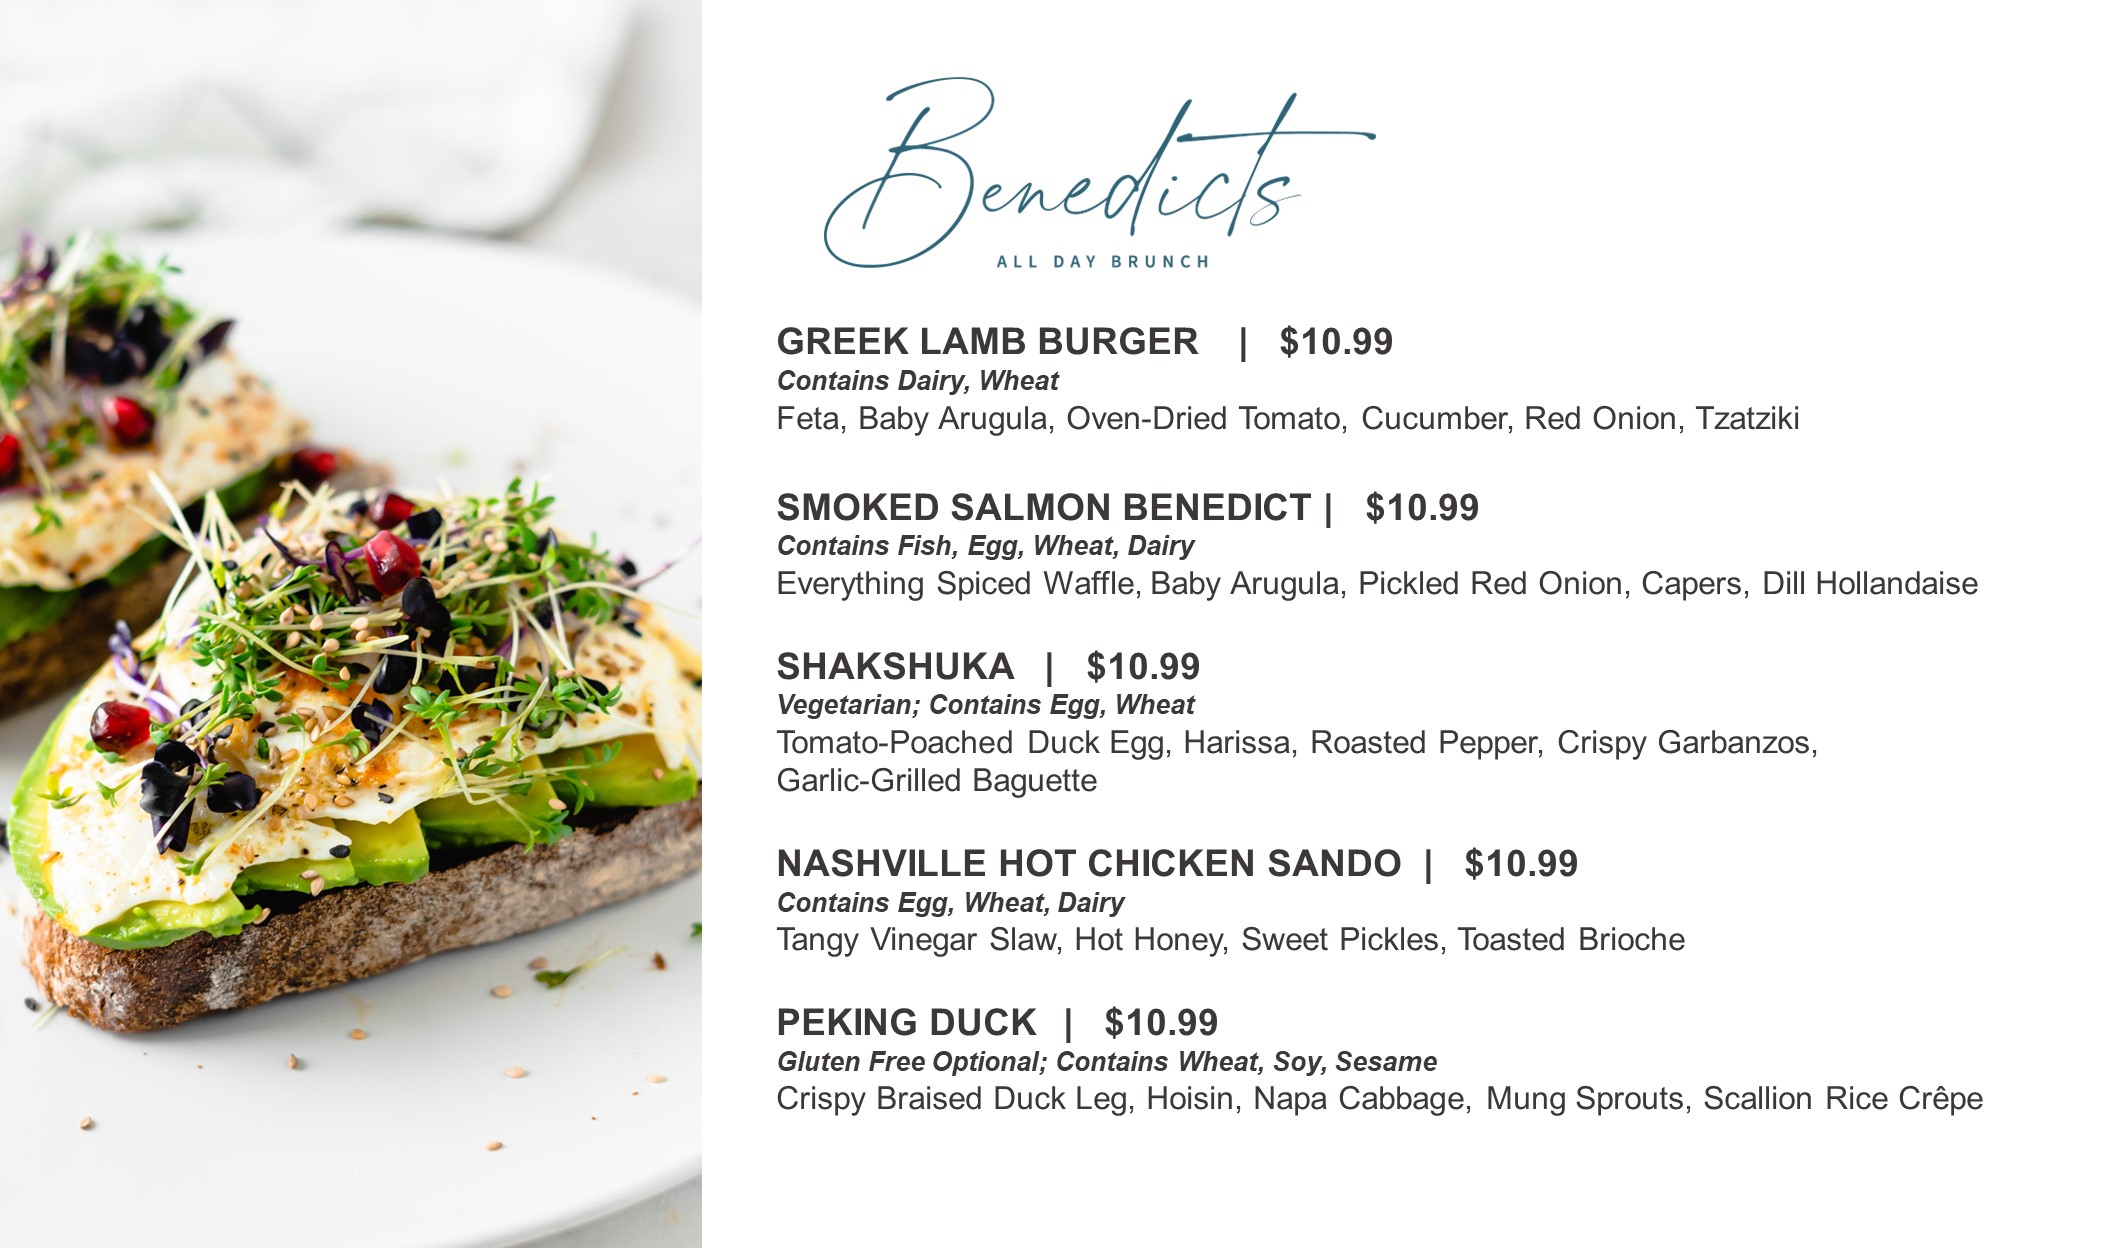 Benedicts
ALL DAY BRUNCH
GREEK LAMB BURGER | $10.99
Contains Dairy, Wheat
Feta, Baby Arugula, Oven-Dried Tomato, Cucumber, Red Onion, Tzatziki
SMOKED SALMON BENEDICT | $10.99
Contains Fish, Egg, Wheat, Dairy
Everything Spiced Waffle, Baby Arugula, Pickled Red Onion, Capers, Dill Hollandaise
SHAKSHUKA | $10.99
Vegetarian; Contains Egg, Wheat
Tomato-Poached Duck Egg, Harissa, Roasted Pepper, Crispy Garbanzos,
Garlic-Grilled Baguette
NASHVILLE HOT CHICKEN SANDO | $10.99
Contains Egg, Wheat, Dairy
Tangy Vinegar Slaw, Hot Honey, Sweet Pickles, Toasted Brioche
PEKING DUCK | $10.99
Gluten Free Optional; Contains Wheat, Soy, Sesame
Crispy Braised Duck Leg, Hoisin, Napa Cabbage, Mung Sprouts, Scallion Rice Crêpe